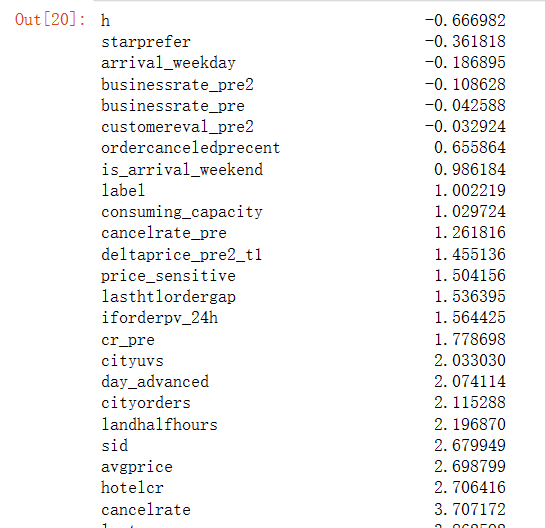 Out[20]: h -0.666982
starprefer -0.361818
arrival_weekday -0.186895
businessrate_pre2 -0.108628
businessrate_pre -0.042588
customereval_pre2 -0.032924
ordercanceledprecent 0.655864
is_arrival_weekend 0.986184
label 1.002219
consuming_capacity 1.029724
cancelrate_pre 1.261816
deltaprice_pre2_t1 1.455136
price_sensitive 1.504156
lasthtlordergap 1.536395
iforderpv_24h 1.564425
cr_pre 1.778698
cityuvs 2.033030
day_advanced 2.074114
cityorders 2.115288
landhalfhours 2.196870
sid 2.679949
avgprice 2.698799
hotelcr 2.706416
cancelrate 3.707172